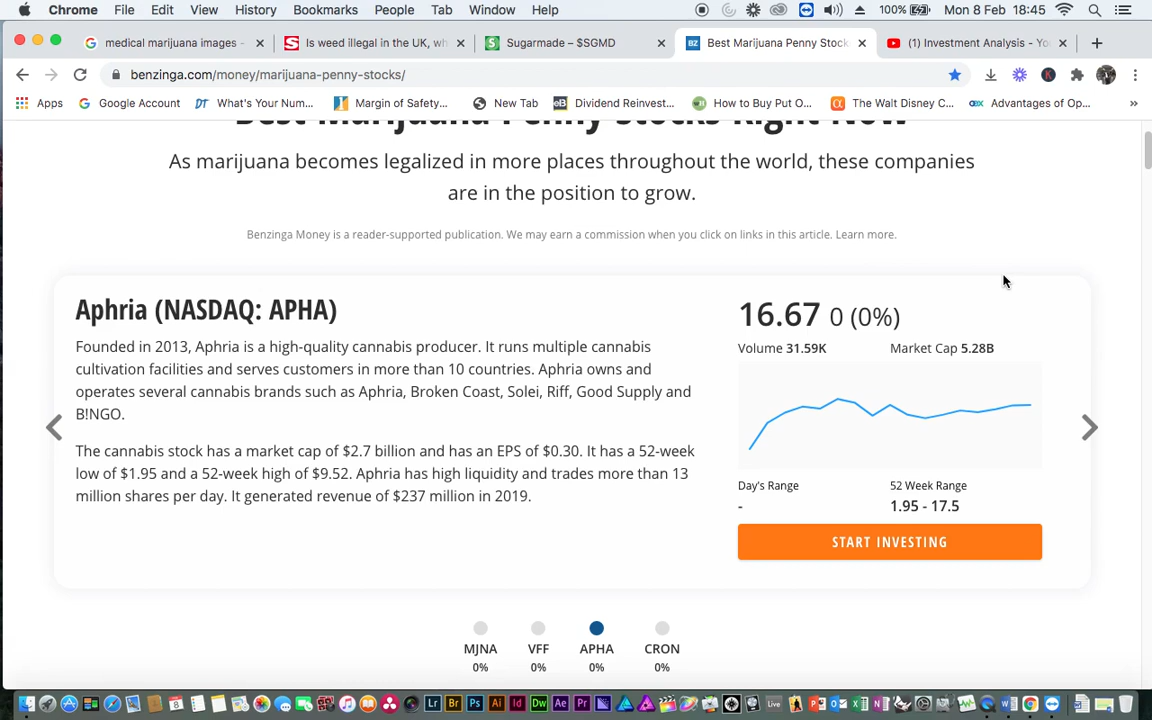 Chrome File Edit View History Bookmarks People Tab Window Help 100% Mon 8 Feb 18:45
medical marijuana images - Is weed illegal in the UK, wh Sugarmade – $SGMD Best Marijuana Penny Stock (1) Investment Analysis - Yo
benzinga.com/money/marijuana-penny-stocks/
Apps Google Account What's Your Num... Margin of Safety... New Tab Dividend Reinvest... How to Buy Put O... The Walt Disney C... Advantages of Op... »
Best Marijuana Penny Stocks Right Now
As marijuana becomes legalized in more places throughout the world, these companies
are in the position to grow.
Benzinga Money is a reader-supported publication. We may earn a commission when you click on links in this article. Learn more.
Aphria (NASDAQ: APHA)
Founded in 2013, Aphria is a high-quality cannabis producer. It runs multiple cannabis
cultivation facilities and serves customers in more than 10 countries. Aphria owns and
operates several cannabis brands such as Aphria, Broken Coast, Solei, Riff, Good Supply and
B!NGO.
The cannabis stock has a market cap of $2.7 billion and has an EPS of $0.30. It has a 52-week
low of $1.95 and a 52-week high of $9.52. Aphria has high liquidity and trades more than 13
million shares per day. It generated revenue of $237 million in 2019.
16.67 0 (0%)
Volume 31.59K Market Cap 5.28B
Day's Range 52 Week Range
- 1.95 - 17.5
START INVESTING
MJNA VFF APHA CRON
0% 0% 0% 0%